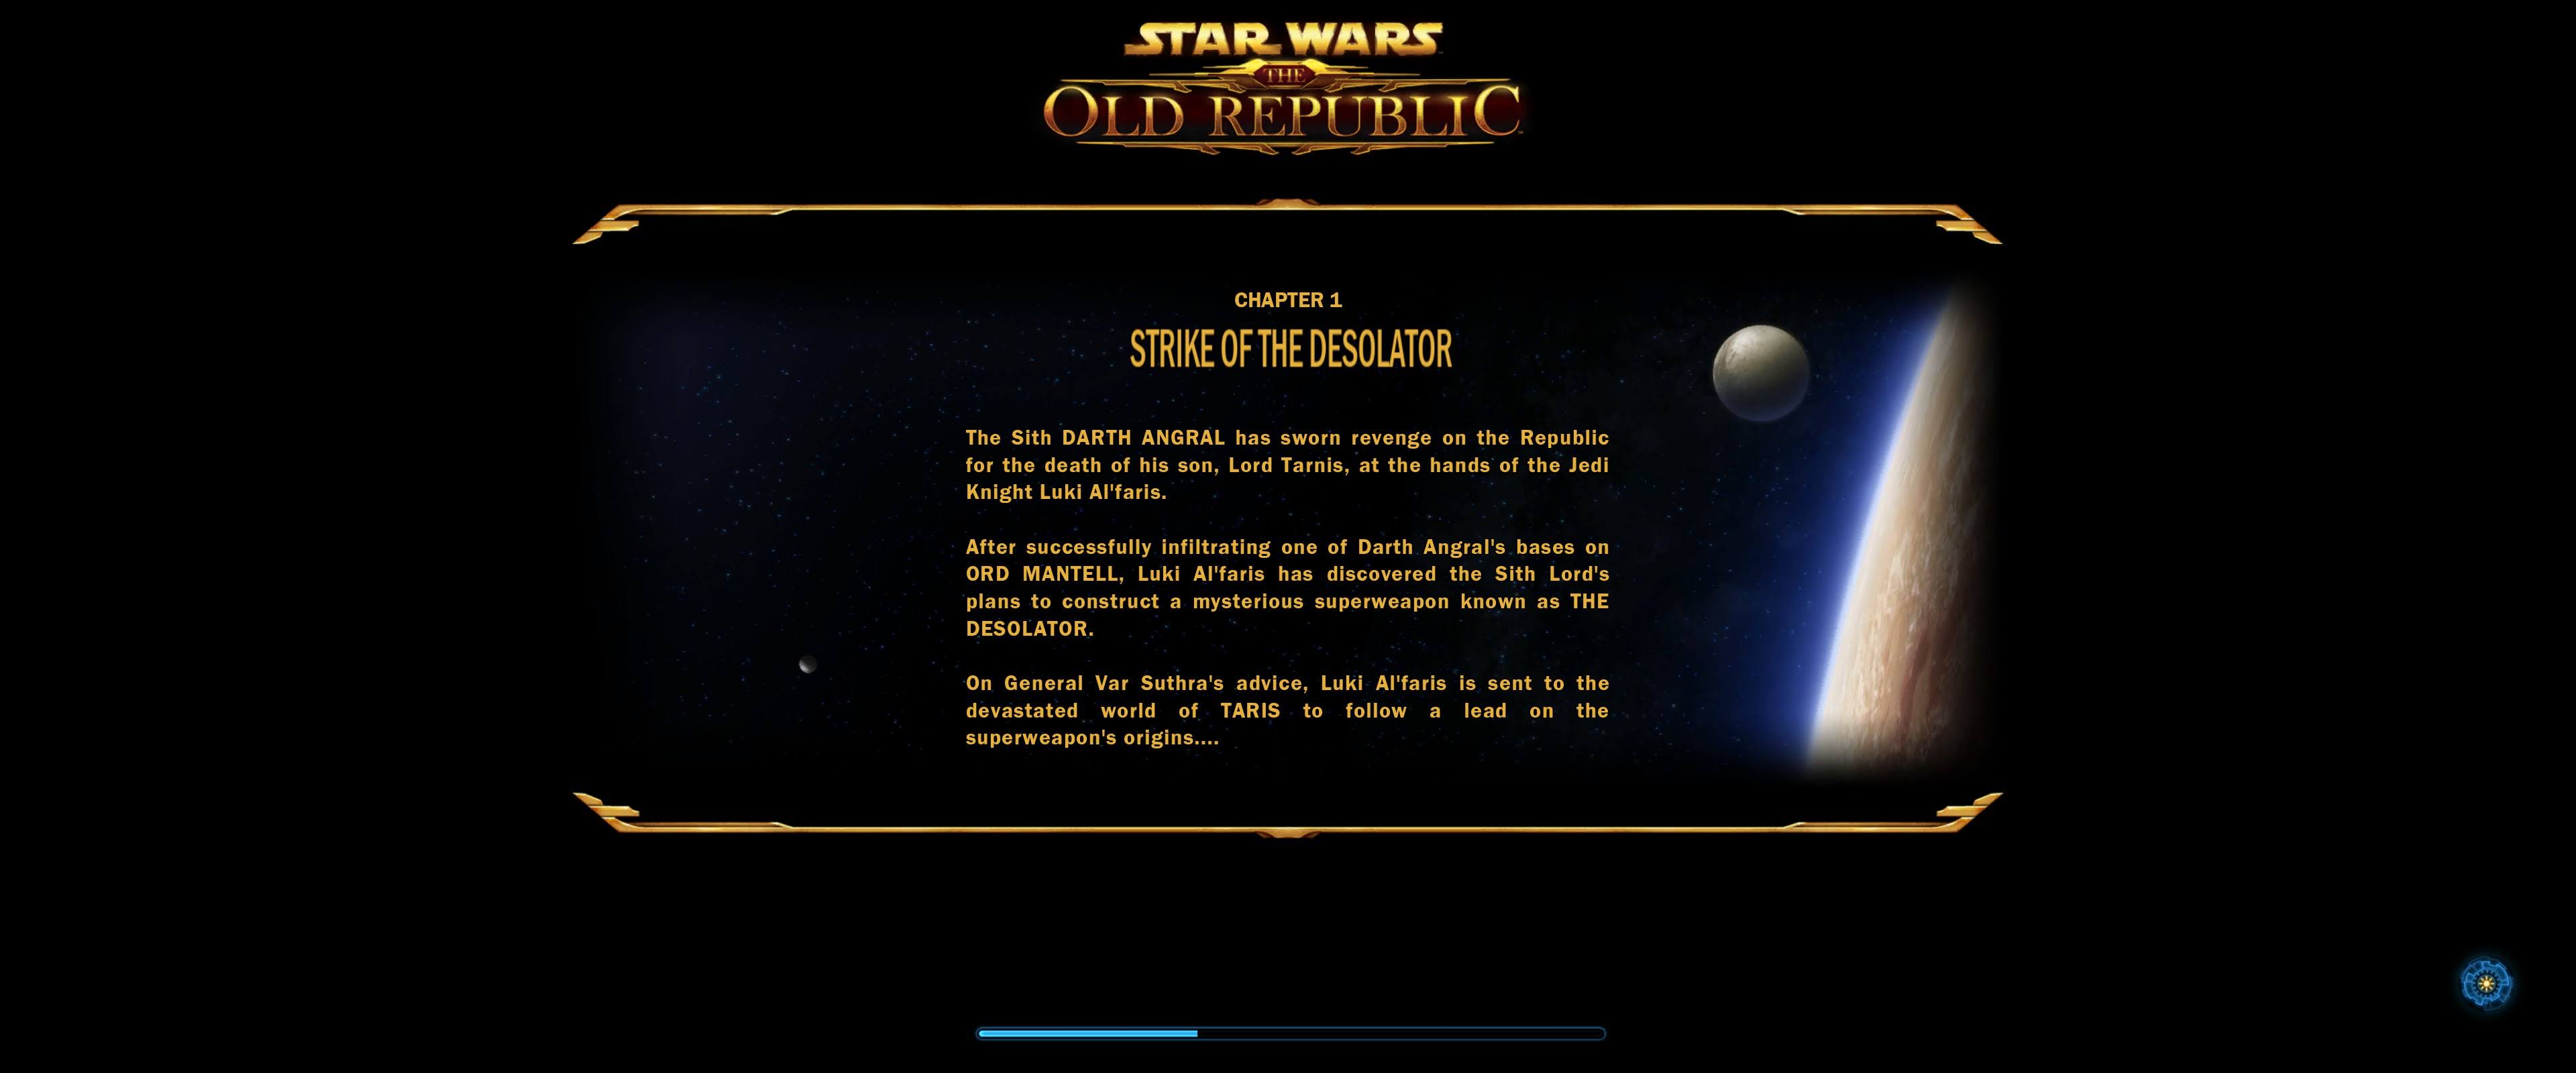 STAR WARS
THE
OLD REPUBLIC
CHAPTER 1
STRIKE OF THE DESOLATOR
The Sith DARTH ANGRAL has sworn revenge on the Republic
for the death of his son, Lord Tarnis, at the hands of the Jedi
Knight Luki Al'faris.
After successfully infiltrating one of Darth Angral's bases on
ORD MANTELL, Luki Al'faris has discovered the Sith Lord's
plans to construct a mysterious superweapon known as THE
DESOLATOR.
On General Var Suthra's advice, Luki Al'faris is sent to the
devastated world of TARIS to follow a lead on the
superweapon's origins....